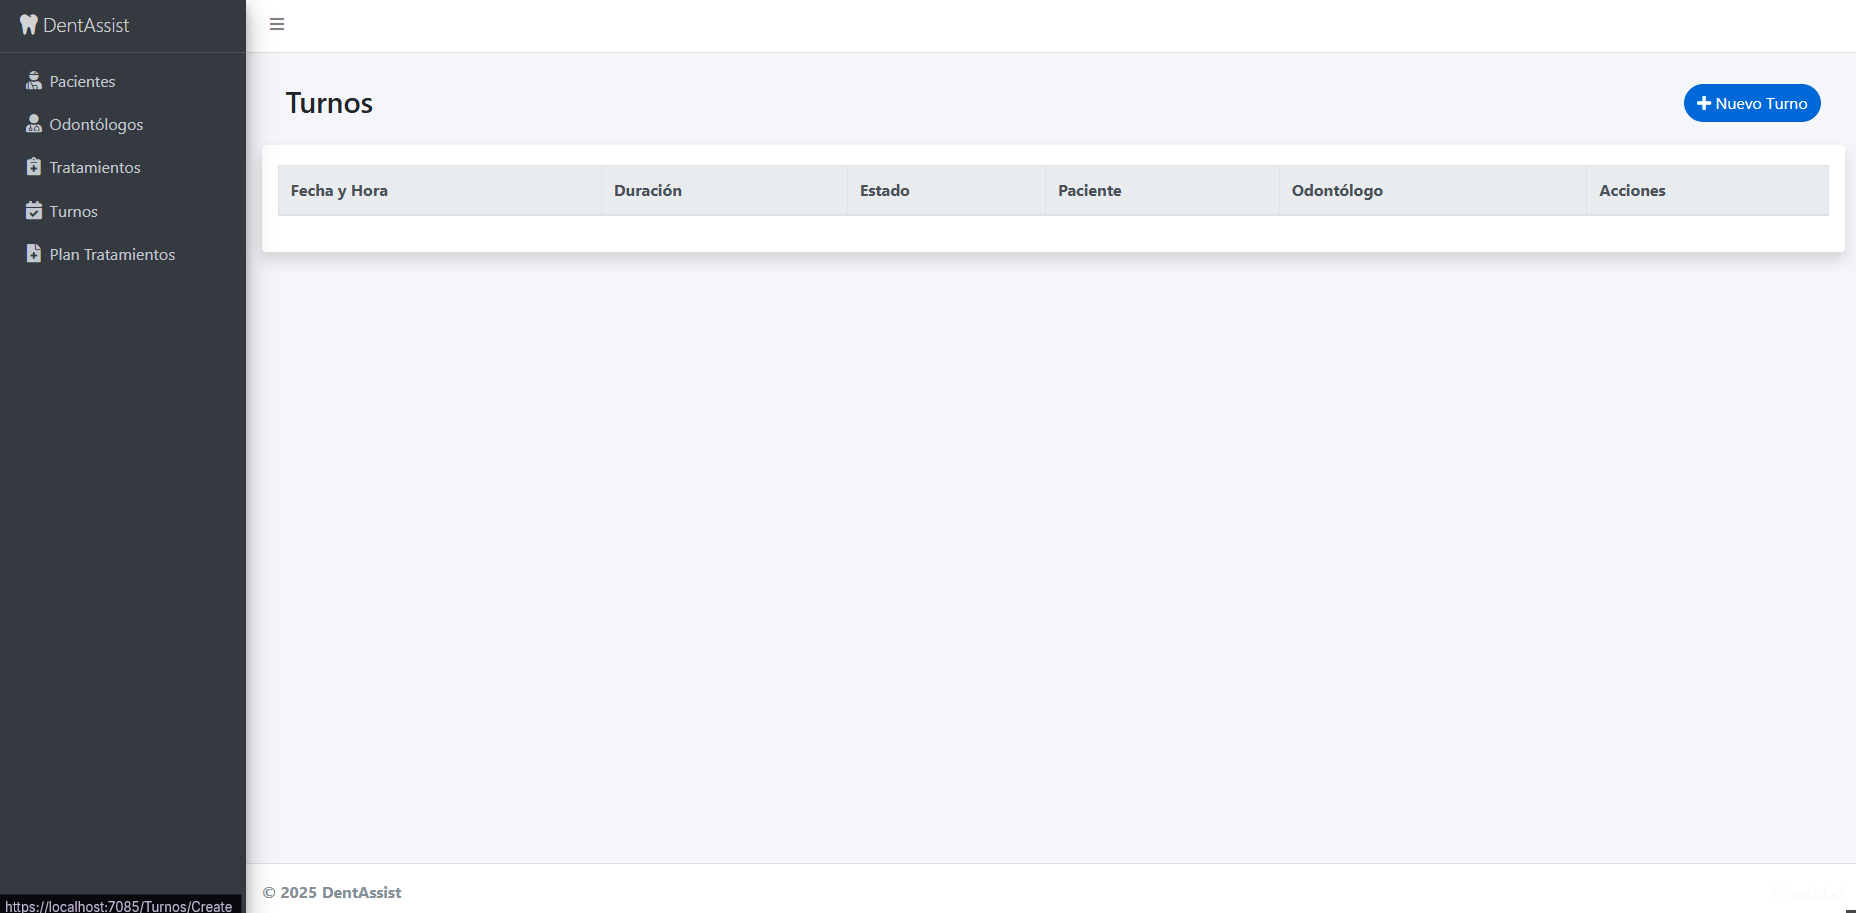 DentAssist
Pacientes
Odontólogos
Tratamientos
Turnos
Plan Tratamientos
Turnos
Nuevo Turno
Fecha y Hora Duración Estado Paciente Odontólogo Acciones
© 2025 DentAssist
Privacidad
https://localhost:7085/Turnos/Create